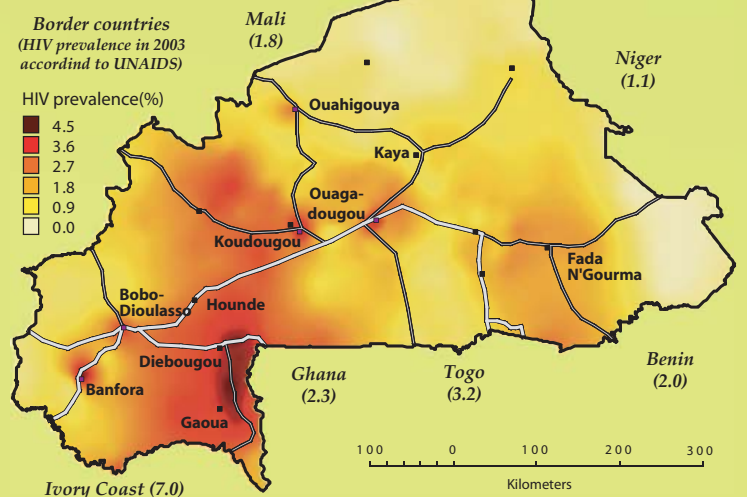 Border countries
(HIV prevalence in 2003
accordind to UNAIDS)
HIV prevalence(%)
4.5
3.6
2.7
1.8
0.9
0.0
Mali
(1.8)
Niger
(1.1)
Ouahigouya
Kaya
Ouaga-
dougou
Koudougou
Fada
N'Gourma
Bobo-
Dioulasso
Hounde
Diebougou
Banfora
Gaoua
Ghana
(2.3)
Togo
(3.2)
Benin
(2.0)
Ivory Coast (7.0)
100 0 100 200 300
Kilometers